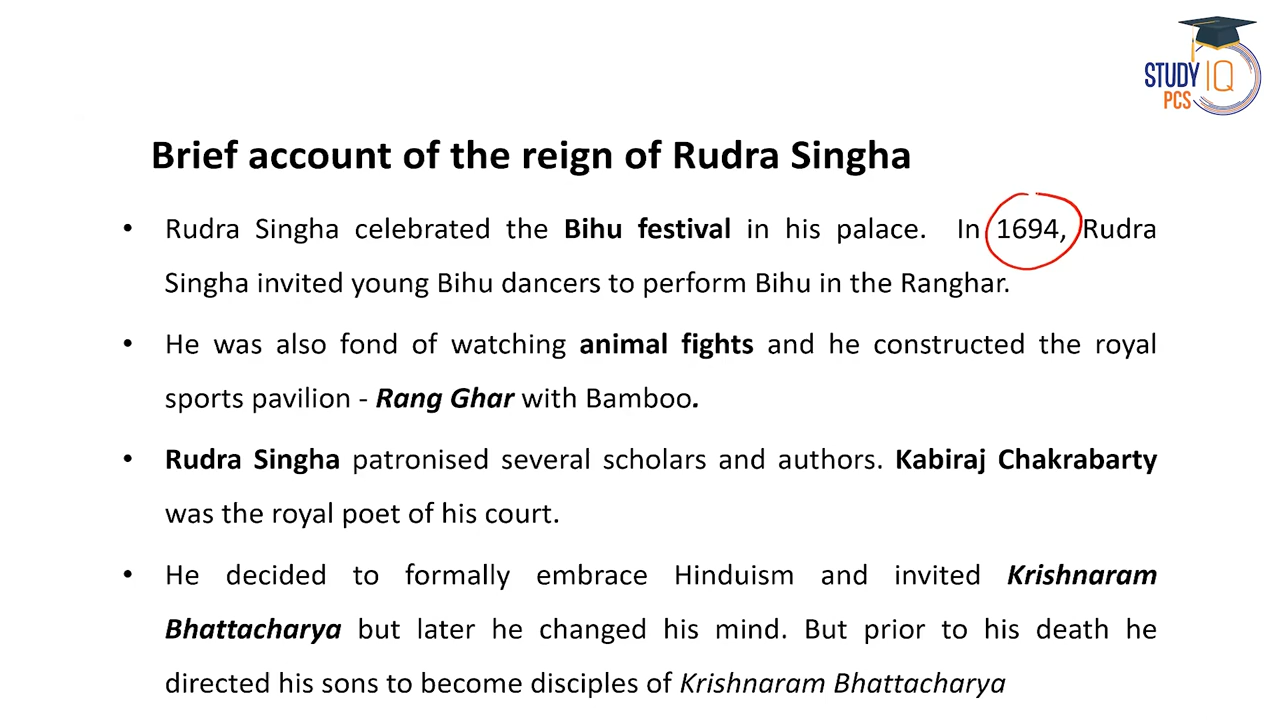 STUDY IQ
PCS
Brief account of the reign of Rudra Singha
• Rudra Singha celebrated the Bihu festival in his palace. In 1694, Rudra
Singha invited young Bihu dancers to perform Bihu in the Ranghar.
• He was also fond of watching animal fights and he constructed the royal
sports pavilion - Rang Ghar with Bamboo.
• Rudra Singha patronised several scholars and authors. Kabiraj Chakrabarty
was the royal poet of his court.
• He decided to formally embrace Hinduism and invited Krishnaram
Bhattacharya but later he changed his mind. But prior to his death he
directed his sons to become disciples of Krishnaram Bhattacharya